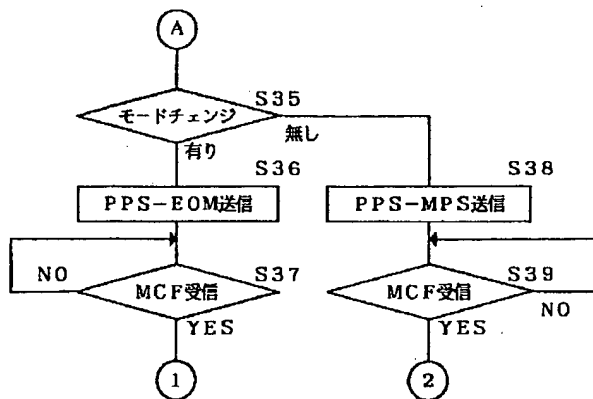 A
S35
モードチェンジ
無し
有り
S36
S38
PPS-EOM送信
PPS-MPS送信
S37
S39
NO
MCF受信
MCF受信
NO
YES
YES
1
2